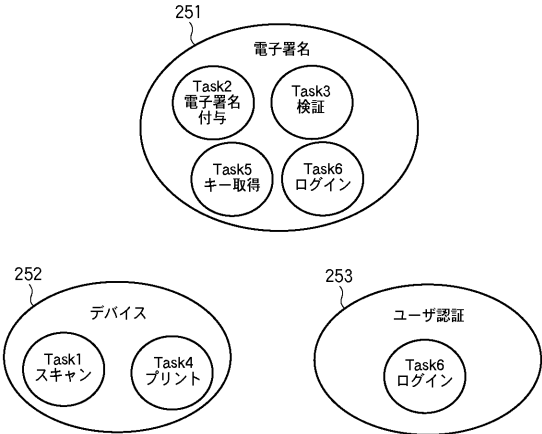 251
電子署名
Task2
電子署名
付与
Task3
検証
Task5
キー取得
Task6
ログイン
252
デバイス
Task1
スキャン
Task4
プリント
253
ユーザ認証
Task6
ログイン